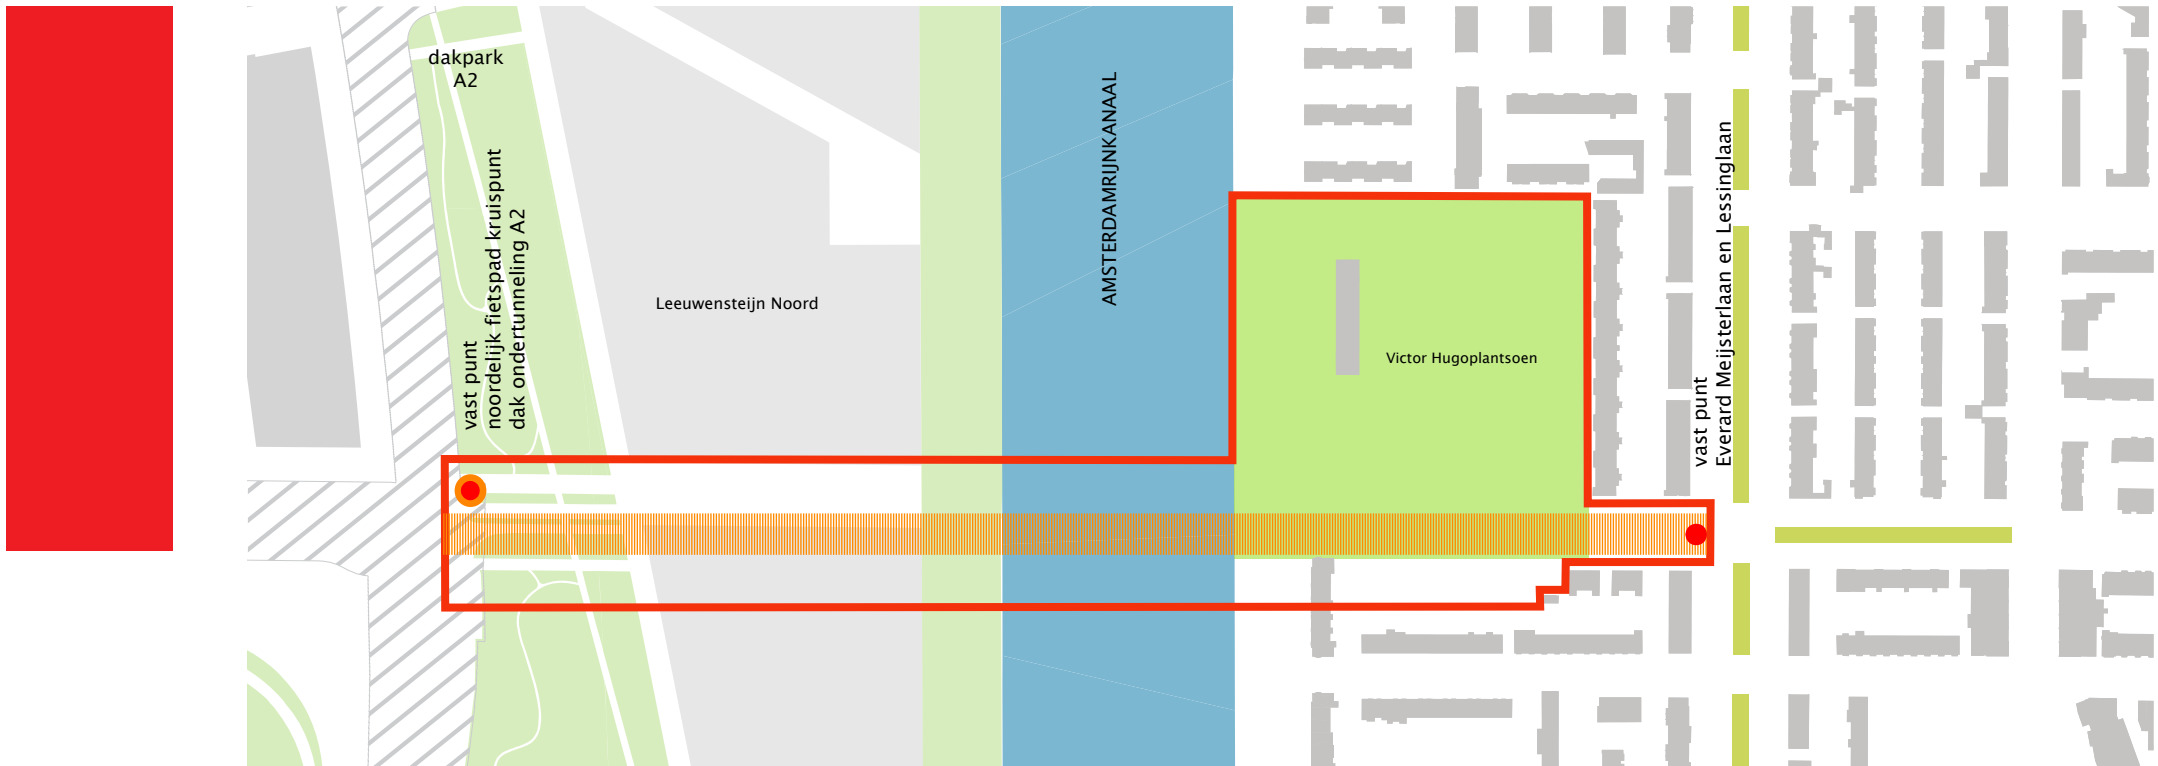 dakpark
A2
vast punt
noordelijk fietspad kruispunt
dak ondertunneling A2
Leeuwensteijn Noord
AMSTERDAMRIJNKANAAL
Victor Hugoplantsoen
vast punt
Everard Meijsterlaan en Lessinglaan